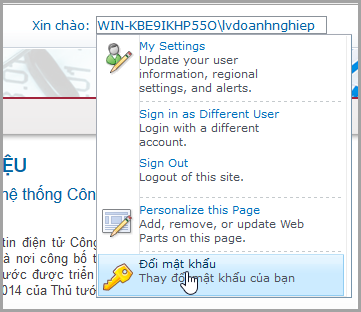 Xin chào: WIN-KBE9IKHP55O\lvdoanhnghiep
My Settings
Update your user
information, regional
settings, and alerts.
Sign in as Different User
Login with a different
account.
Sign Out
Logout of this site.
Personalize this Page
Add, remove, or update Web
Parts on this page.
Đổi mật khẩu
Thay đổi mật khẩu của bạn
ỆU
hệ thống Côn
tin điện tử Công
à nơi công bố t
ước được triển
014 của Thủ tướ